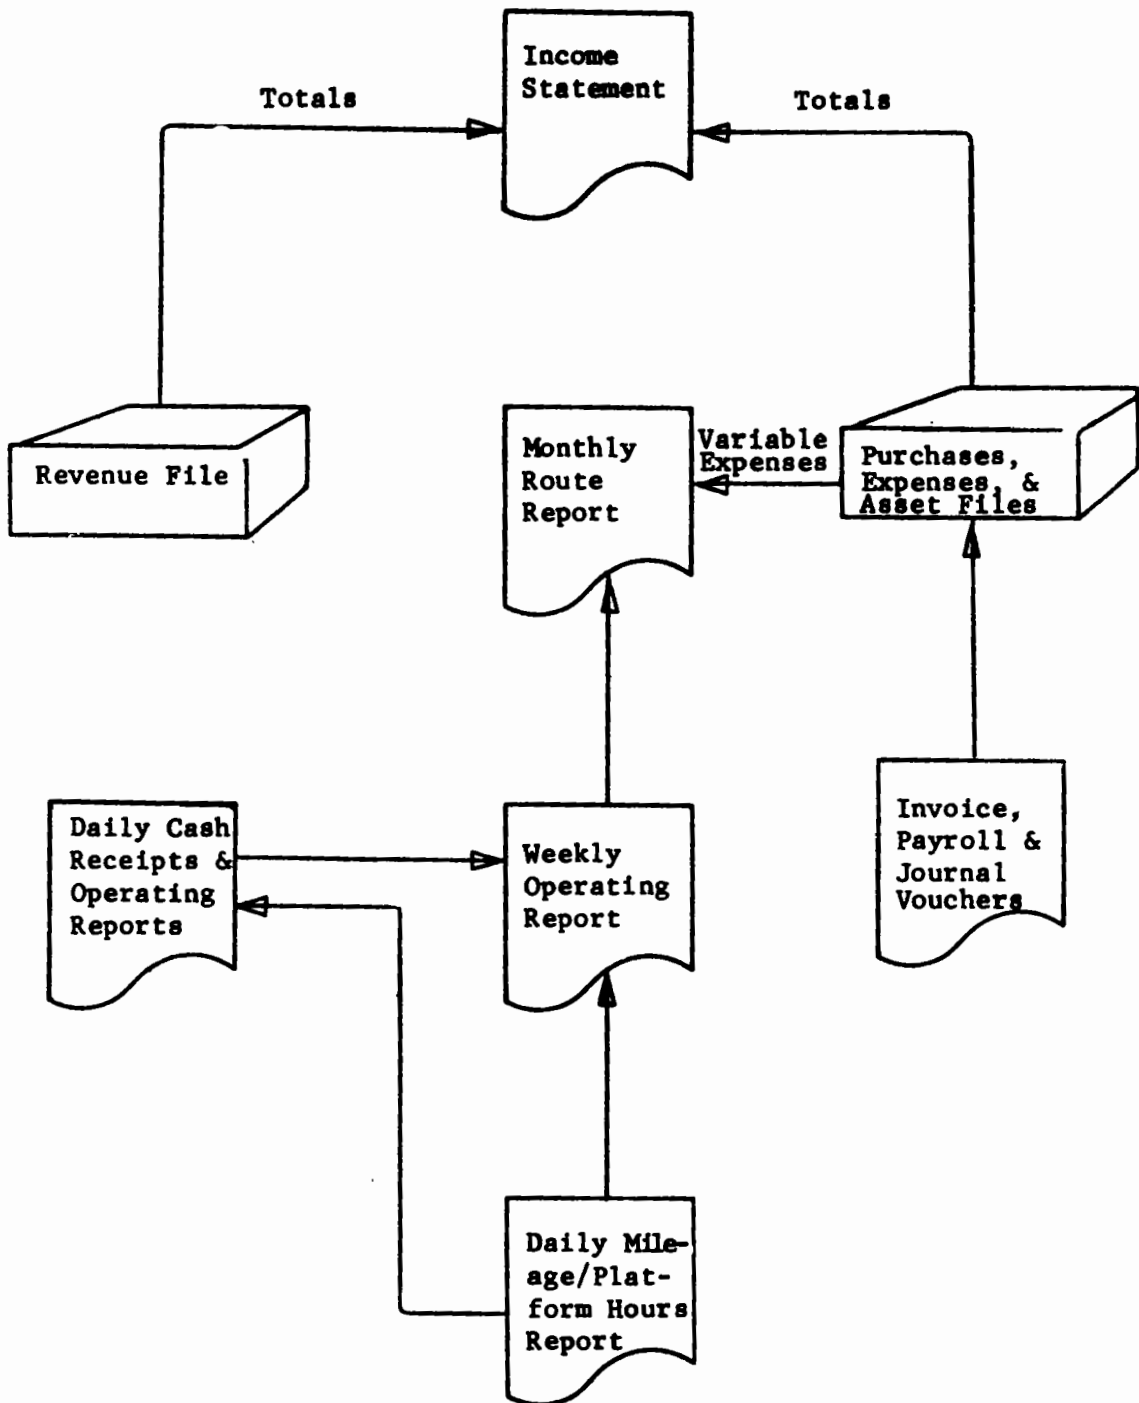 Income
Statement
Totals
Totals
Revenue File
Monthly
Route
Report
Variable
Expenses
Purchases,
Expenses, &
Asset Files
Daily Cash
Receipts &
Operating
Reports
Weekly
Operating
Report
Invoice,
Payroll &
Journal
Vouchers
Daily Mile-
age/Plat-
form Hours
Report